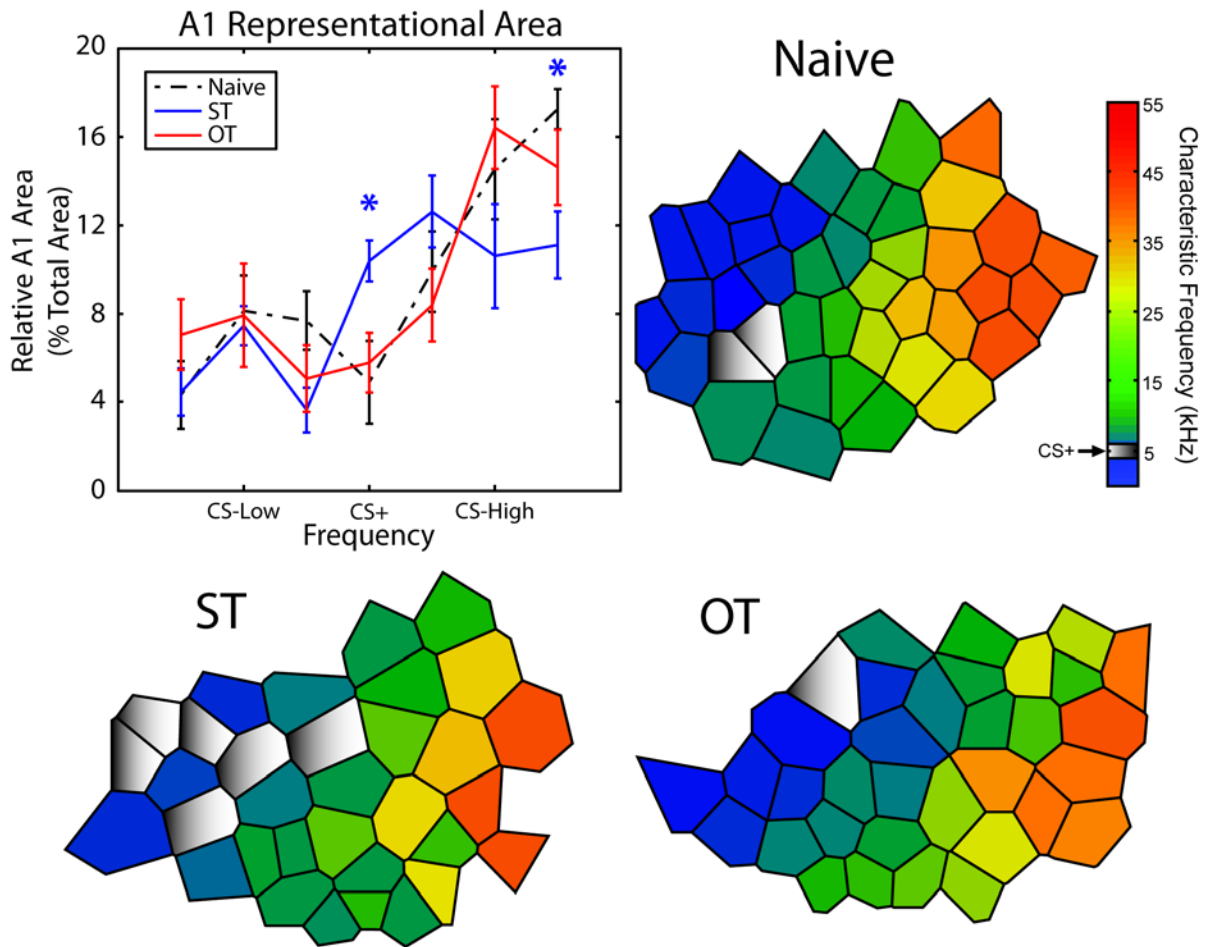 A1 Representational Area
20
16
12
8
4
0
Relative A1 Area
(% Total Area)
Naive
ST
OT
*
*
CS-Low
CS+
CS-High
Frequency
Naive
55
45
35
25
15
5
CS+
Characteristic Frequency (kHz)
ST
OT